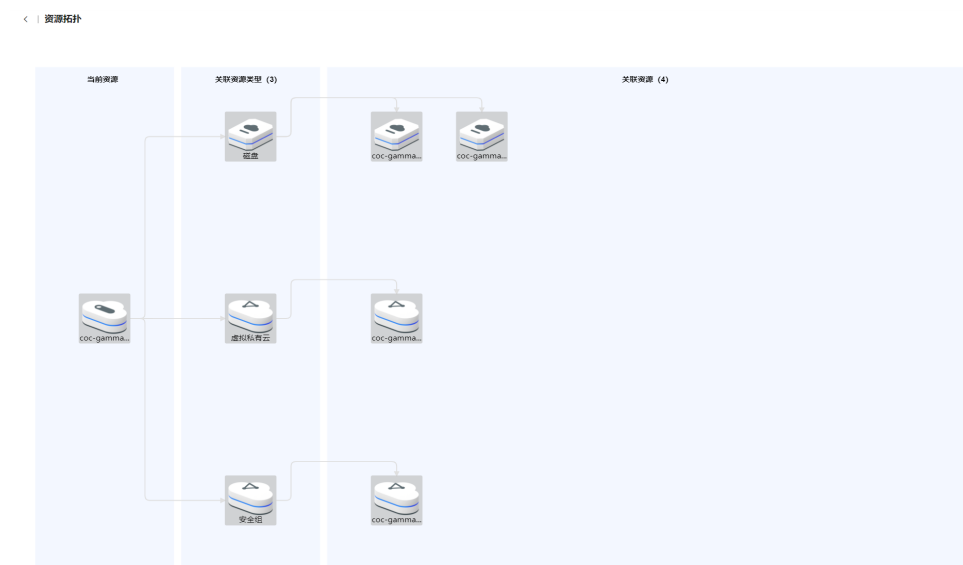 资源拓扑
当前资源
关联资源类型 (3)
关联资源 (4)
磁盘
coc-gamma...
coc-gamma...
coc-gamma...
虚拟私有云
coc-gamma...
安全组
coc-gamma...